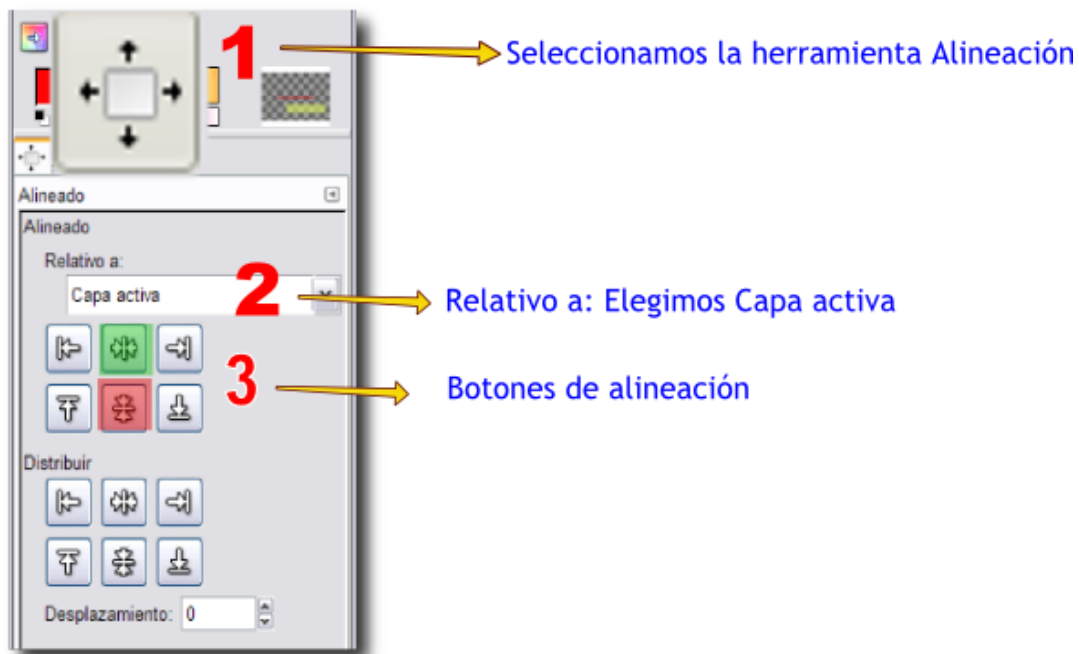 1
Seleccionamos la herramienta Alineación
Alineado
Alineado
Relativo a:
Capa activa
2
Relativo a: Elegimos Capa activa
3
Botones de alineación
Distribuir
Desplazamiento: 0